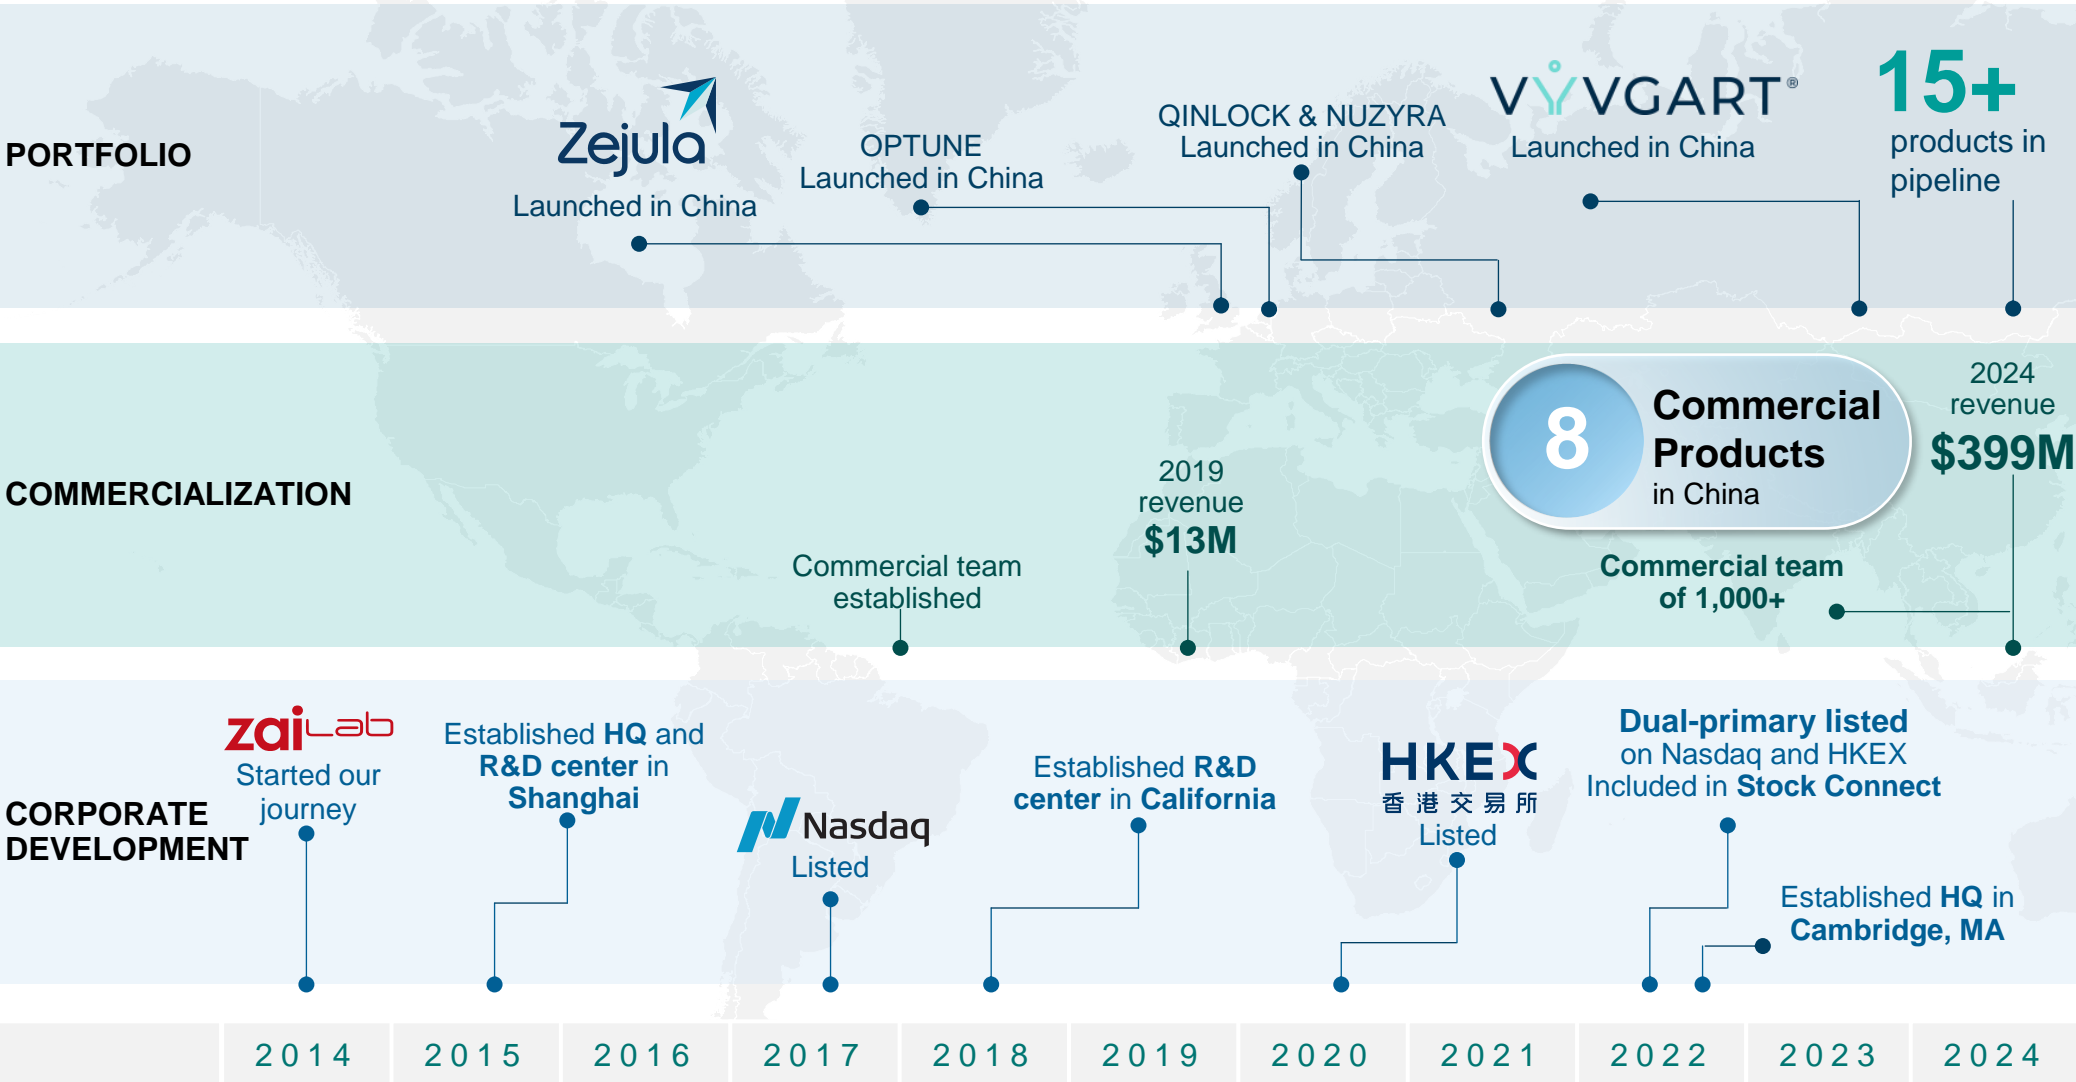 PORTFOLIO
Zejula
Launched in China
OPTUNE
Launched in China
QINLOCK & NUZYRA
Launched in China
VYVGART®
Launched in China
15+
products in
pipeline
COMMERCIALIZATION
Commercial team
established
2019
revenue
$13M
8
Commercial
Products
in China
Commercial team
of 1,000+
2024
revenue
$399M
CORPORATE
DEVELOPMENT
zaiLab
Started our
journey
Established HQ and
R&D center in
Shanghai
Nasdaq
Listed
Established R&D
center in California
HKEX
香港交易所
Listed
Dual-primary listed
on Nasdaq and HKEX
Included in Stock Connect
Established HQ in
Cambridge, MA
2014 2015 2016 2017 2018 2019 2020 2021 2022 2023 2024